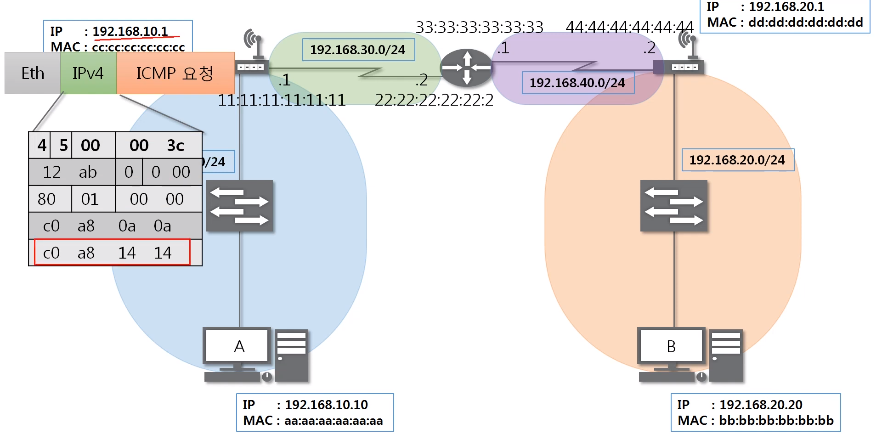 IP : 192.168.10.1
MAC : cc:cc:cc:cc:cc:cc
IP : 192.168.20.1
MAC : dd:dd:dd:dd:dd:dd
33:33:33:33:33:33
44:44:44:44:44:44
192.168.30.0/24
.1
.2
Eth
IPv4
ICMP 요청
.1
.2
192.168.40.0/24
11:11:11:11:11:11
22:22:22:22:22:2
4 5 00 00 3c
12 ab 0 0 00
80 01 00 00
c0 a8 0a 0a
c0 a8 14 14
0/24
192.168.20.0/24
A
B
IP : 192.168.10.10
MAC : aa:aa:aa:aa:aa:aa
IP : 192.168.20.20
MAC : bb:bb:bb:bb:bb:bb